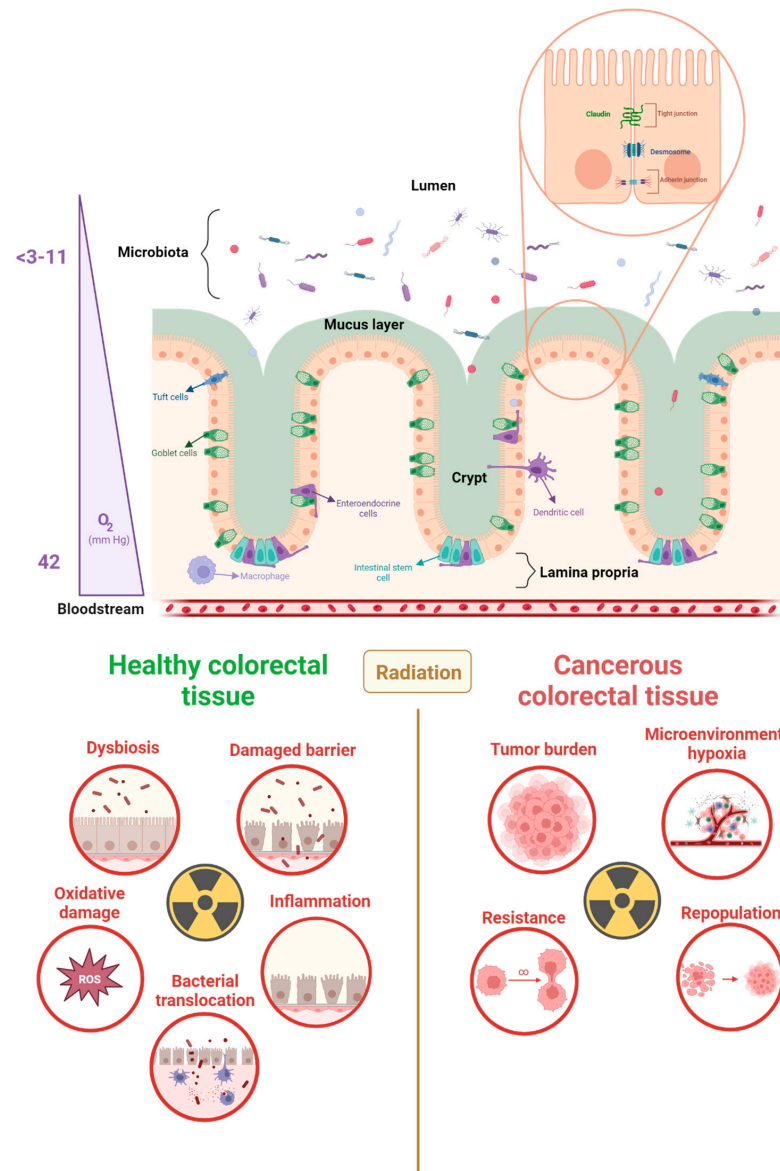 Claudin
Tight junction
Desmosome
Adherin junction
Lumen
<3-11
Microbiota
Mucus layer
Tuft cells
Goblet cells
Crypt
Enteroendocrine
cells
Dendritic cell
O2
(mm Hg)
42
Macrophage
Intestinal stem
cell
Lamina propria
Bloodstream
Healthy colorectal
tissue
Radiation
Cancerous
colorectal tissue
Dysbiosis
Damaged barrier
Oxidative
damage
ROS
Inflammation
Bacterial
translocation
Tumor burden
Microenvironment
hypoxia
Resistance
∞
Repopulation